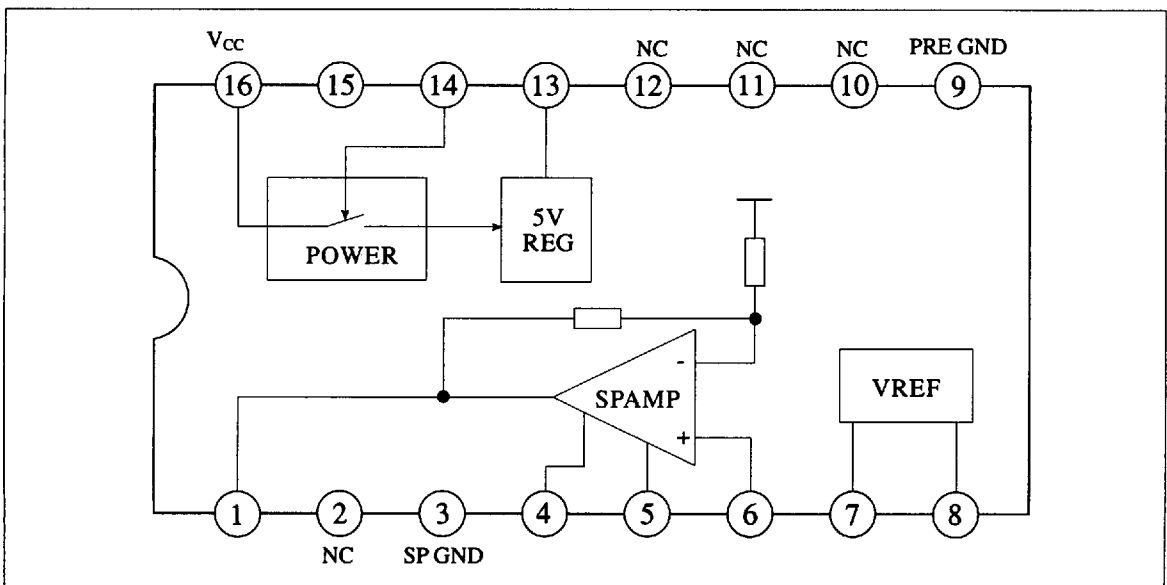 V_CC NC NC NC PRE GND
16 15 14 13 12 11 10 9
5V
REG
POWER
-
SPAMP
+
VREF
1 2 3 4 5 6 7 8
NC SP GND